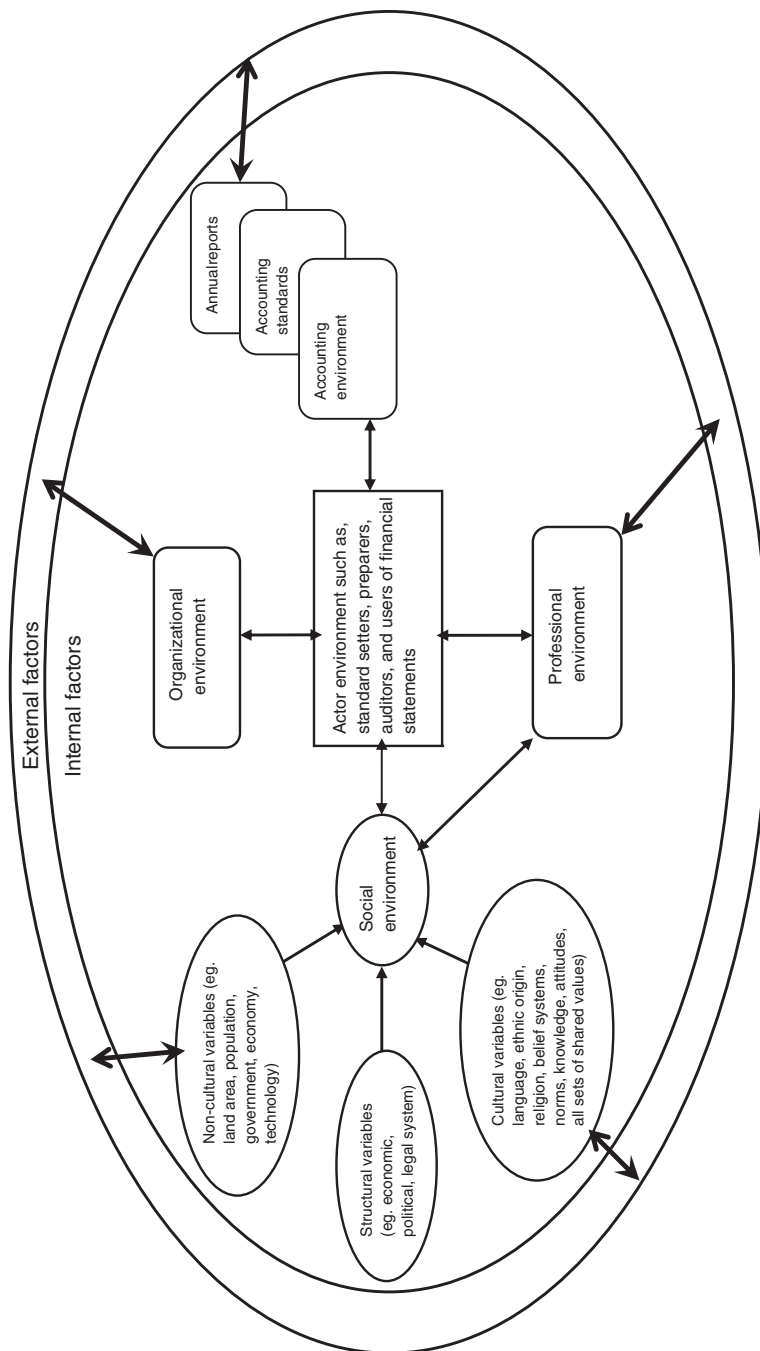 External factors
Internal factors
Non-cultural variables (eg.
land area, population,
government, economy,
technology)
Structural variables
(eg. economic,
political, legal system)
Cultural variables (eg.
language, ethnic origin,
religion, belief systems,
norms, knowledge, attitudes,
all sets of shared values)
Social
environment
Organizational
environment
Actor environment such as,
standard setters, preparers,
auditors, and users of financial
statements
Professional
environment
Annualreports
Accounting
standards
Accounting
environment